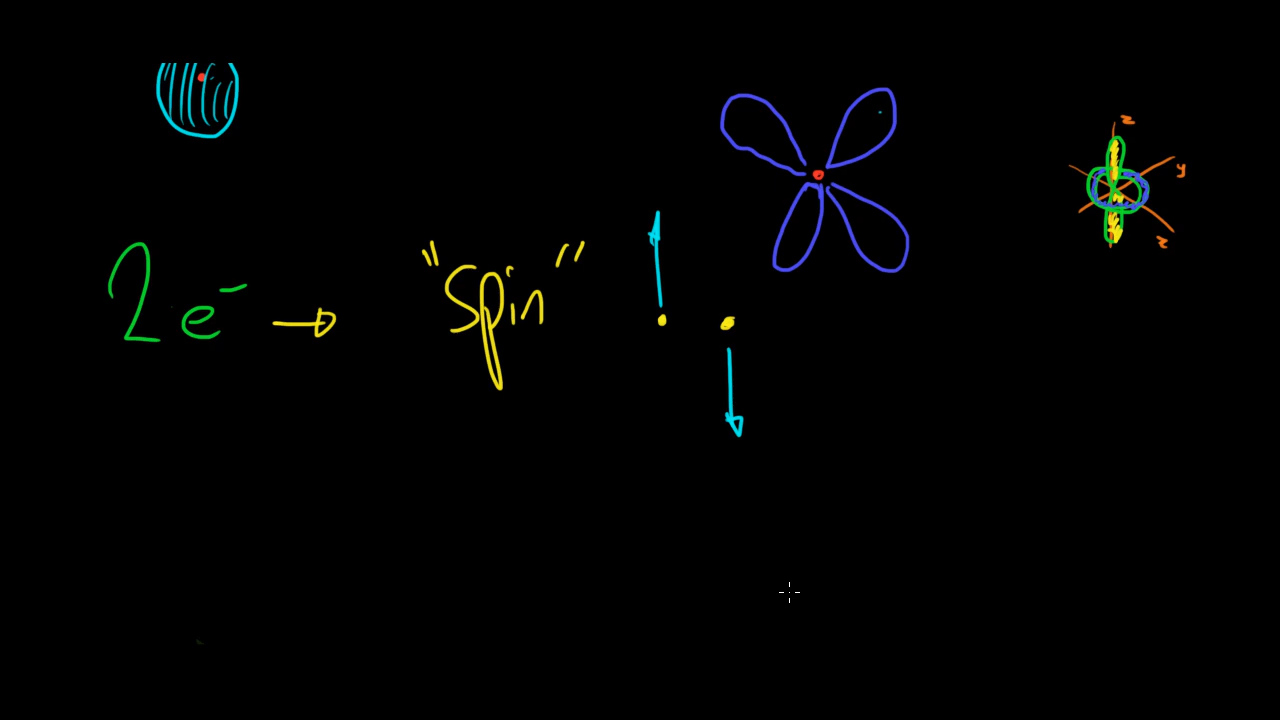 z
y
z
2e⁻ → "Spin"